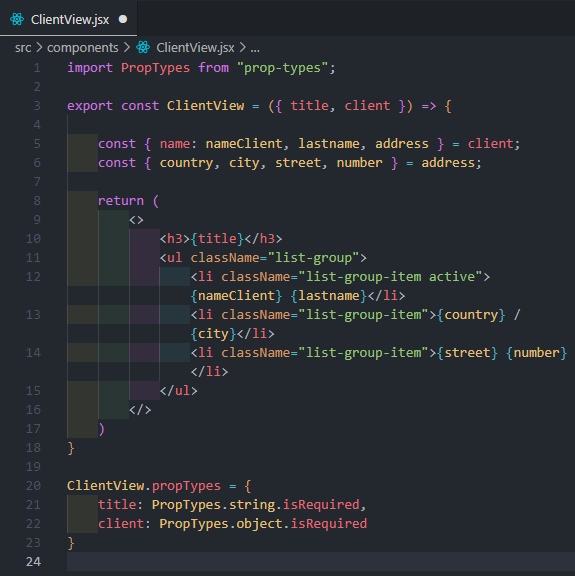 ClientView.jsx
src > components > ClientView.jsx > ...
1 import PropTypes from "prop-types";
2
3 export const ClientView = ({ title, client }) => {
4
5     const { name: nameClient, lastname, address } = client;
6     const { country, city, street, number } = address;
7
8     return (
9         <>
10             <h3>{title}</h3>
11             <ul className="list-group">
12                 <li className="list-group-item active">
                {nameClient} {lastname}</li>
13                 <li className="list-group-item">{country} /
                {city}</li>
14                 <li className="list-group-item">{street} {number}
                </li>
15             </ul>
16         </>
17     )
18 }
19
20 ClientView.propTypes = {
21     title: PropTypes.string.isRequired,
22     client: PropTypes.object.isRequired
23 }
24